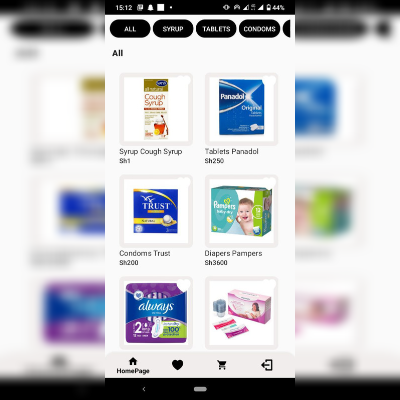 15:12
44%
ALL
SYRUP
TABLETS
CONDOMS
All
Cough
Syrup
Panadol
Original
Syrup Cough Syrup
Sh1
Tablets Panadol
Sh250
TRUST
Pampers
baby-dry
Condoms Trust
Sh200
Diapers Pampers
Sh3600
always
2
100
HomePage